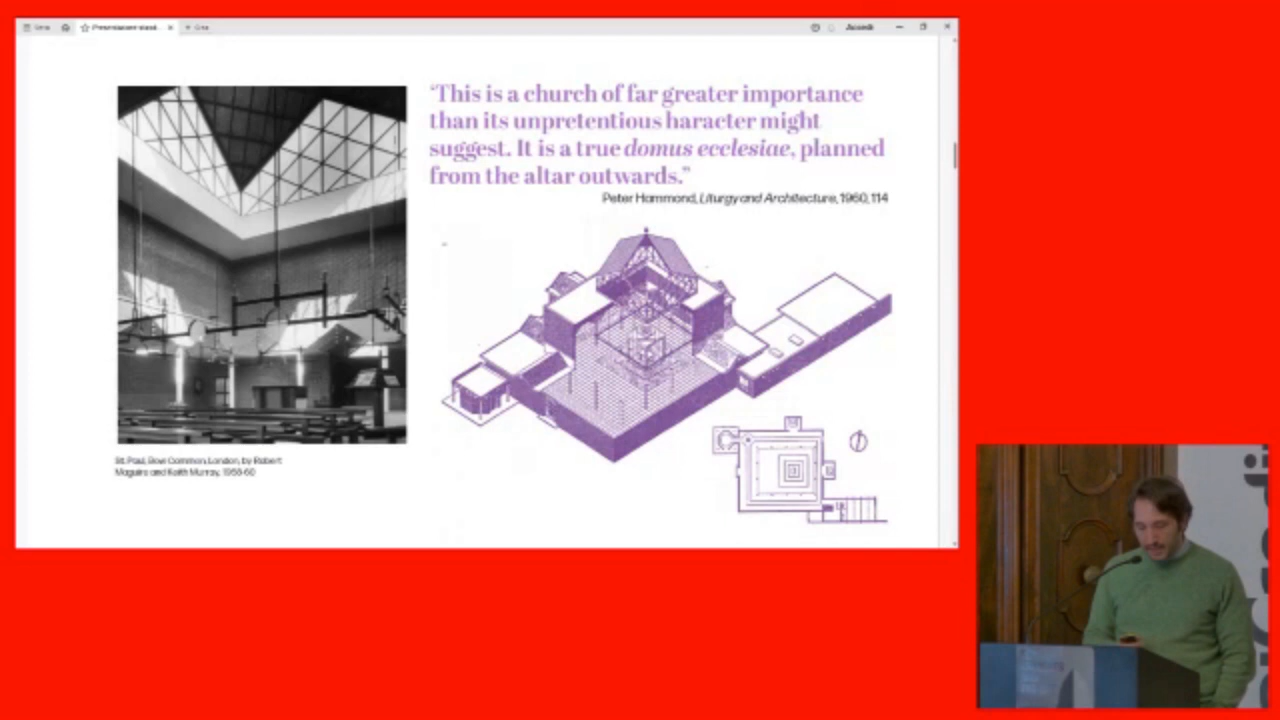 Accedi
"This is a church of far greater importance
than its unpretentious haracter might
suggest. It is a true domus ecclesiae, planned
from the altar outwards."
Peter Hammond, Liturgy and Architecture, 1960, 114
St. Paul, Bow Common, London, by Robert
Maguire and Keith Murray, 1958-60